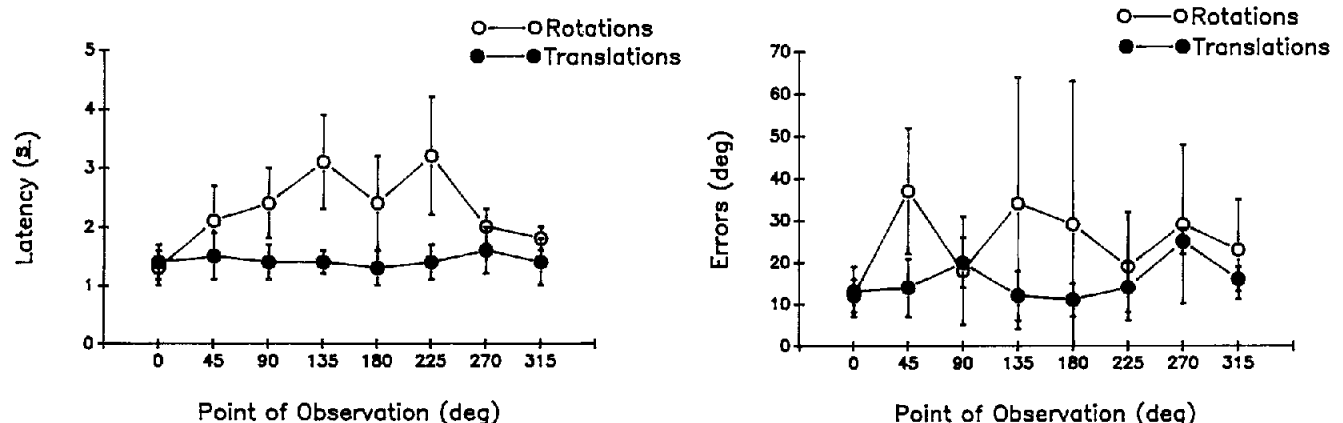 Rotations
Translations
Latency (s.)
5
4
3
2
1
0
0 45 90 135 180 225 270 315
Point of Observation (deg)
Rotations
Translations
Errors (deg)
70
60
50
40
30
20
10
0
0 45 90 135 180 225 270 315
Point of Observation (deg)